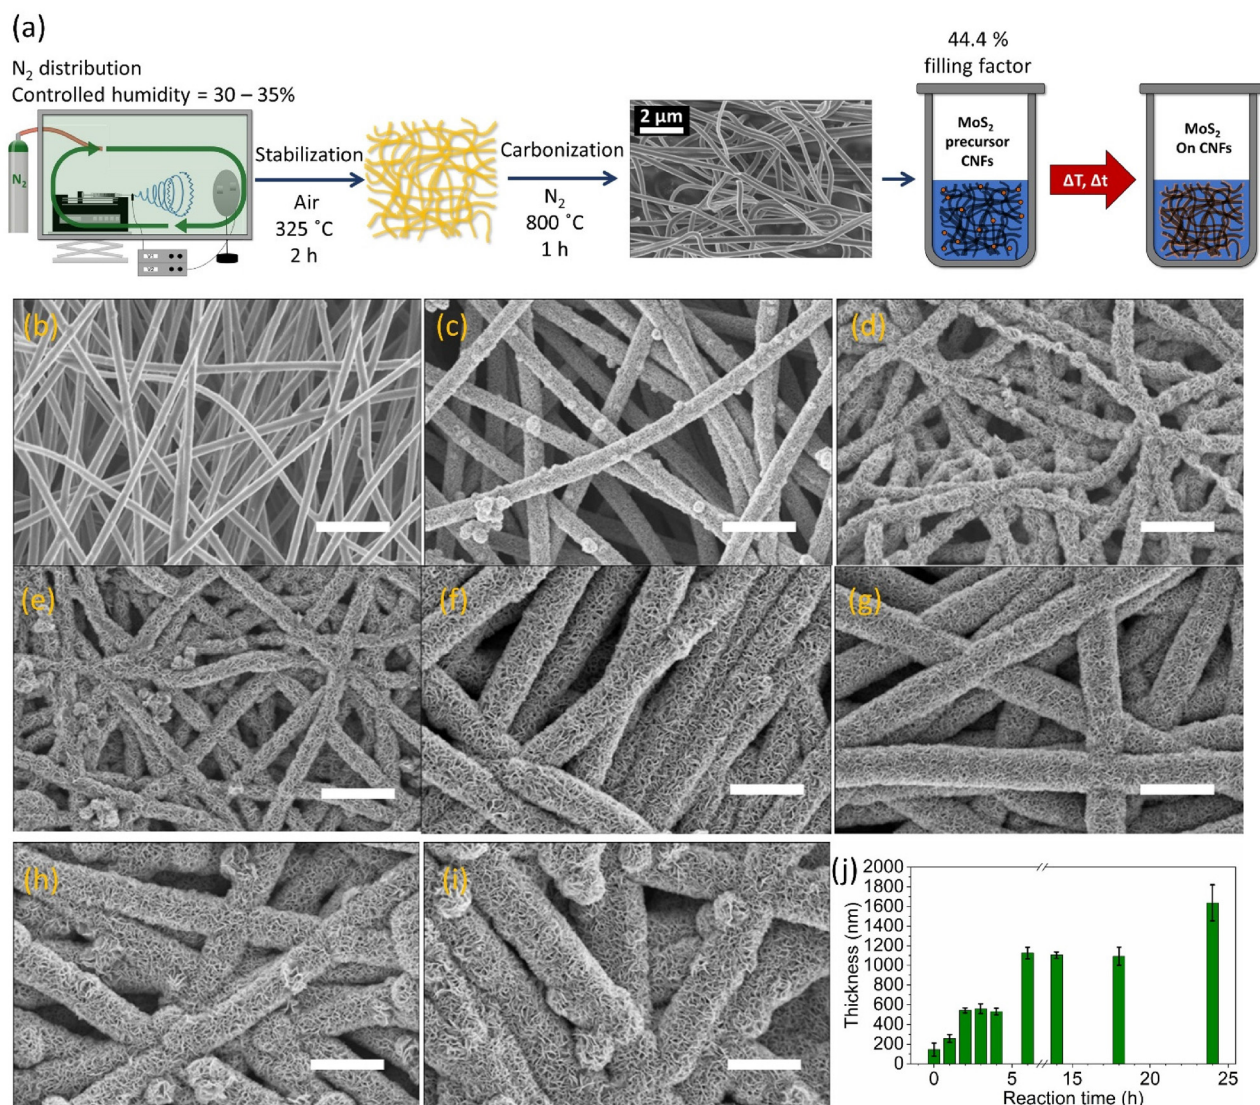 (a)
N₂ distribution
Controlled humidity = 30 – 35%
N₂
V1
V2
Stabilization
Air
325 ˚C
2 h
Carbonization
N₂
800 ˚C
1 h
2 μm
44.4 %
filling factor
MoS₂
precursor
CNFs
ΔT, Δt
MoS₂
On CNFs
(b)
(c)
(d)
(e)
(f)
(g)
(h)
(i)
(j)
Thickness (nm)
2000
1800
1600
1400
1200
1000
800
600
400
200
0
0 5 15 20 25
Reaction time (h)